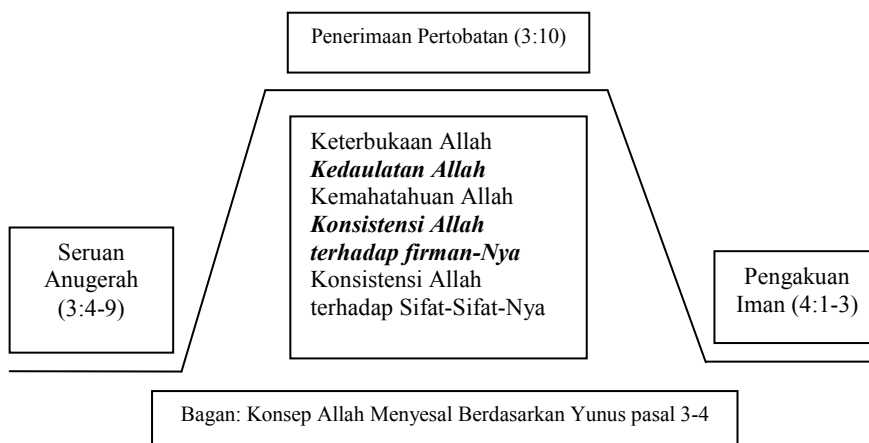 Penerimaan Pertobatan (3:10)
Keterbukaan Allah
Kedaulatan Allah
Kemahatahuan Allah
Konsistensi Allah
terhadap firman-Nya
Konsistensi Allah
terhadap Sifat-Sifat-Nya
Seruan
Anugerah
(3:4-9)
Pengakuan
Iman (4:1-3)
Bagan: Konsep Allah Menyesal Berdasarkan Yunus pasal 3-4